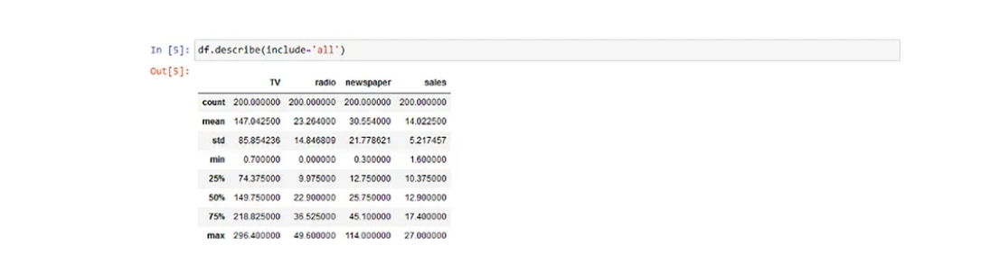 In [5]: df.describe(include='all')
Out[5]:
TV radio newspaper sales
count 200.000000 200.000000 200.000000 200.000000
mean 147.042500 23.264000 30.554000 14.022500
std 85.854236 14.846809 21.778621 5.217457
min 0.700000 0.000000 0.300000 1.600000
25% 74.375000 9.975000 12.750000 10.375000
50% 149.750000 22.900000 25.750000 12.900000
75% 218.825000 36.525000 45.100000 17.400000
max 296.400000 49.600000 114.000000 27.000000